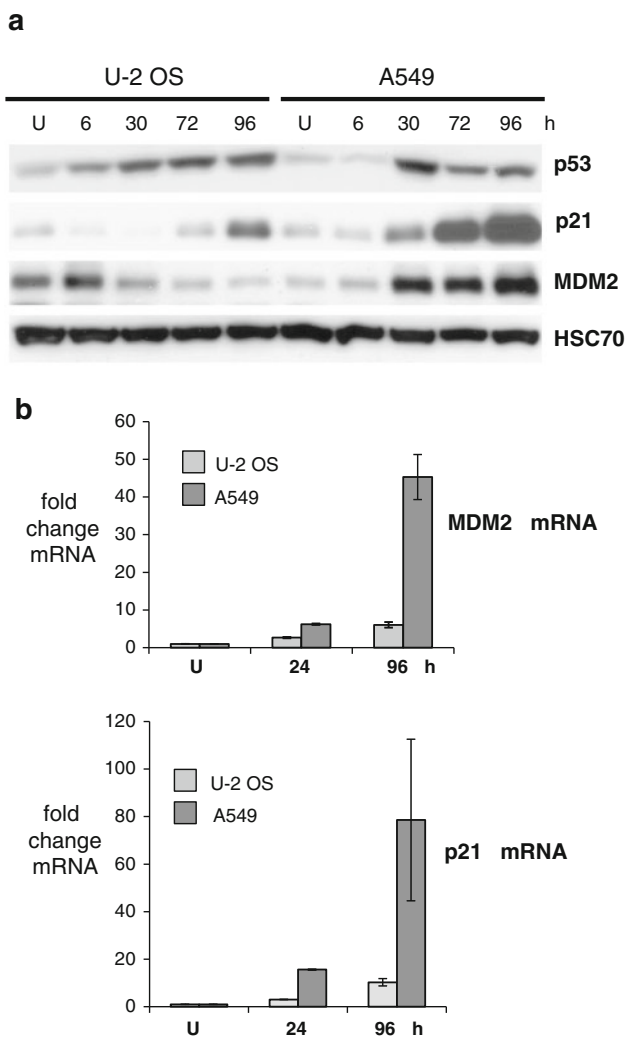 a
U-2 OS A549
U 6 30 72 96 U 6 30 72 96 h
p53
p21
MDM2
HSC70
b
60
50
40
30
20
10
0
fold
change
mRNA
U-2 OS
A549
MDM2 mRNA
U 24 96 h
120
100
80
60
40
20
0
fold
change
mRNA
U-2 OS
A549
p21 mRNA
U 24 96 h